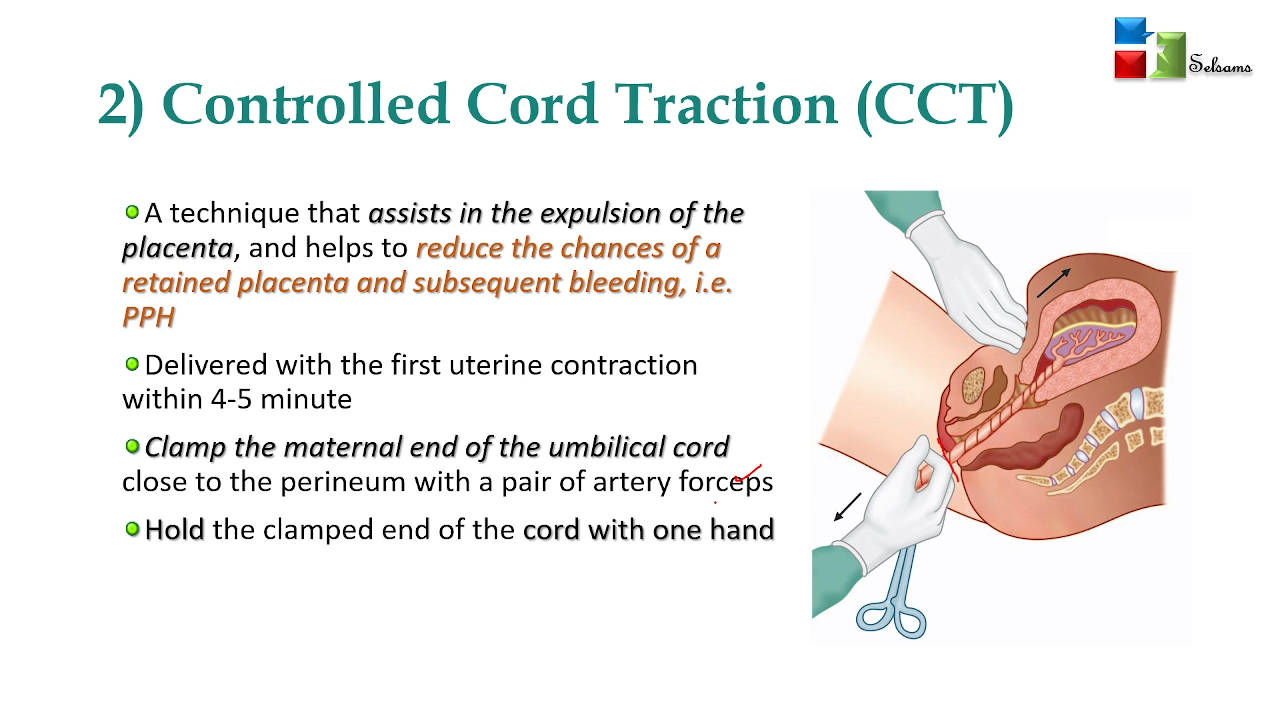 Selsams
2) Controlled Cord Traction (CCT)
A technique that assists in the expulsion of the
placenta, and helps to reduce the chances of a
retained placenta and subsequent bleeding, i.e.
PPH
Delivered with the first uterine contraction
within 4-5 minute
Clamp the maternal end of the umbilical cord
close to the perineum with a pair of artery forceps
Hold the clamped end of the cord with one hand